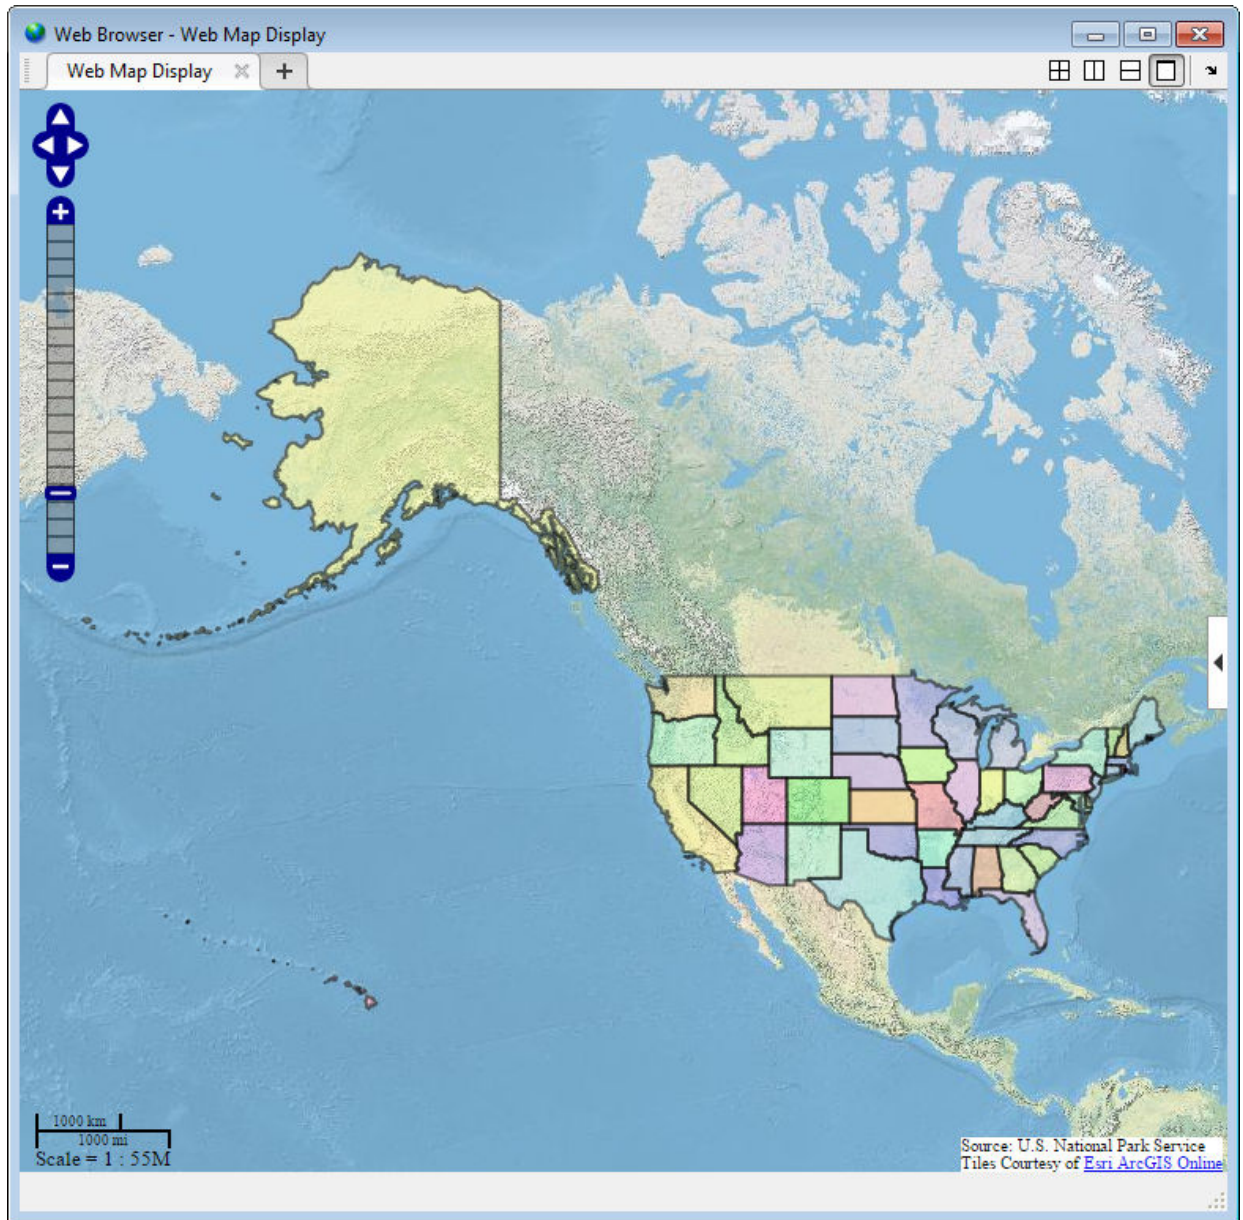 Web Browser - Web Map Display
Web Map Display
1000 km
1000 mi
Scale = 1 : 55M
Source: U.S. National Park Service
Tiles Courtesy of Esri ArcGIS Online